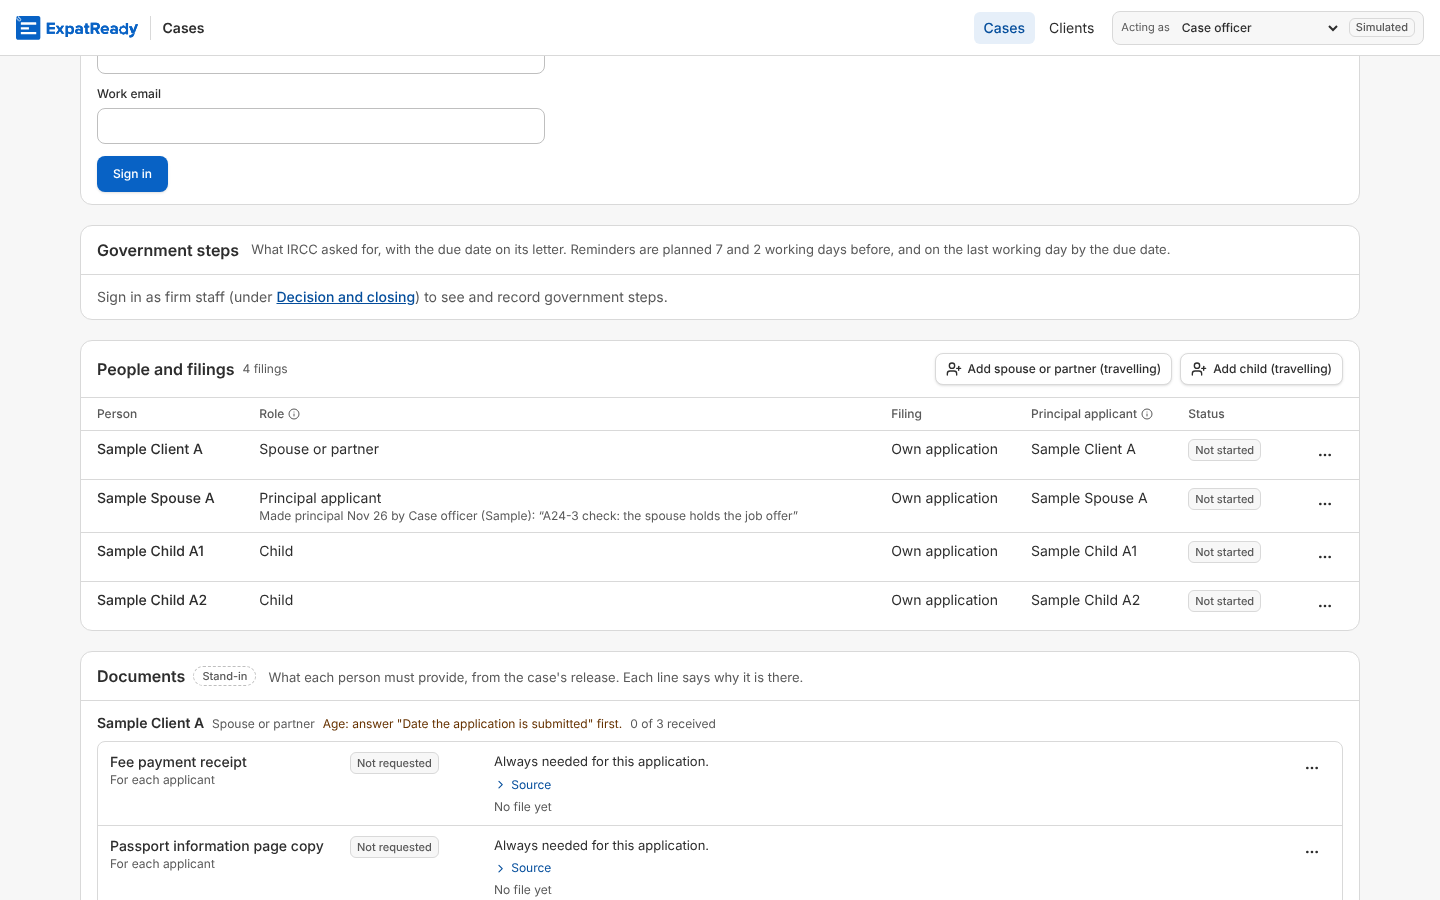 ExpatReady
Cases
Cases
Clients
Acting as
Case officer
Simulated
Work email
Sign in
Government steps
What IRCC asked for, with the due date on its letter. Reminders are planned 7 and 2 working days before, and on the last working day by the due date.
Sign in as firm staff (under Decision and closing) to see and record government steps.
People and filings
4 filings
Add spouse or partner (travelling)
Add child (travelling)
Person
Role
Filing
Principal applicant
Status
Sample Client A
Spouse or partner
Own application
Sample Client A
Not started
Sample Spouse A
Principal applicant
Made principal Nov 26 by Case officer (Sample): “A24-3 check: the spouse holds the job offer”
Own application
Sample Spouse A
Not started
Sample Child A1
Child
Own application
Sample Child A1
Not started
Sample Child A2
Child
Own application
Sample Child A2
Not started
Documents
Stand-in
What each person must provide, from the case's release. Each line says why it is there.
Sample Client A
Spouse or partner
Age: answer "Date the application is submitted" first.
0 of 3 received
Fee payment receipt
For each applicant
Not requested
Always needed for this application.
Source
No file yet
Passport information page copy
For each applicant
Not requested
Always needed for this application.
Source
No file yet